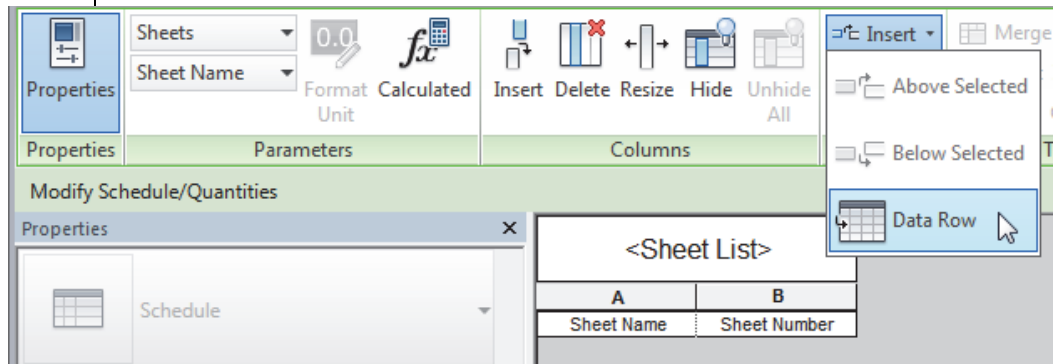 Sheets
Sheet Name
Properties
0.0
Format
Unit
fx
Calculated
Insert Delete Resize Hide Unhide
All
Insert
Merge
Above Selected
Below Selected
Data Row
Properties Parameters Columns
Modify Schedule/Quantities
Properties
Schedule
<Sheet List>
A B
Sheet Name Sheet Number